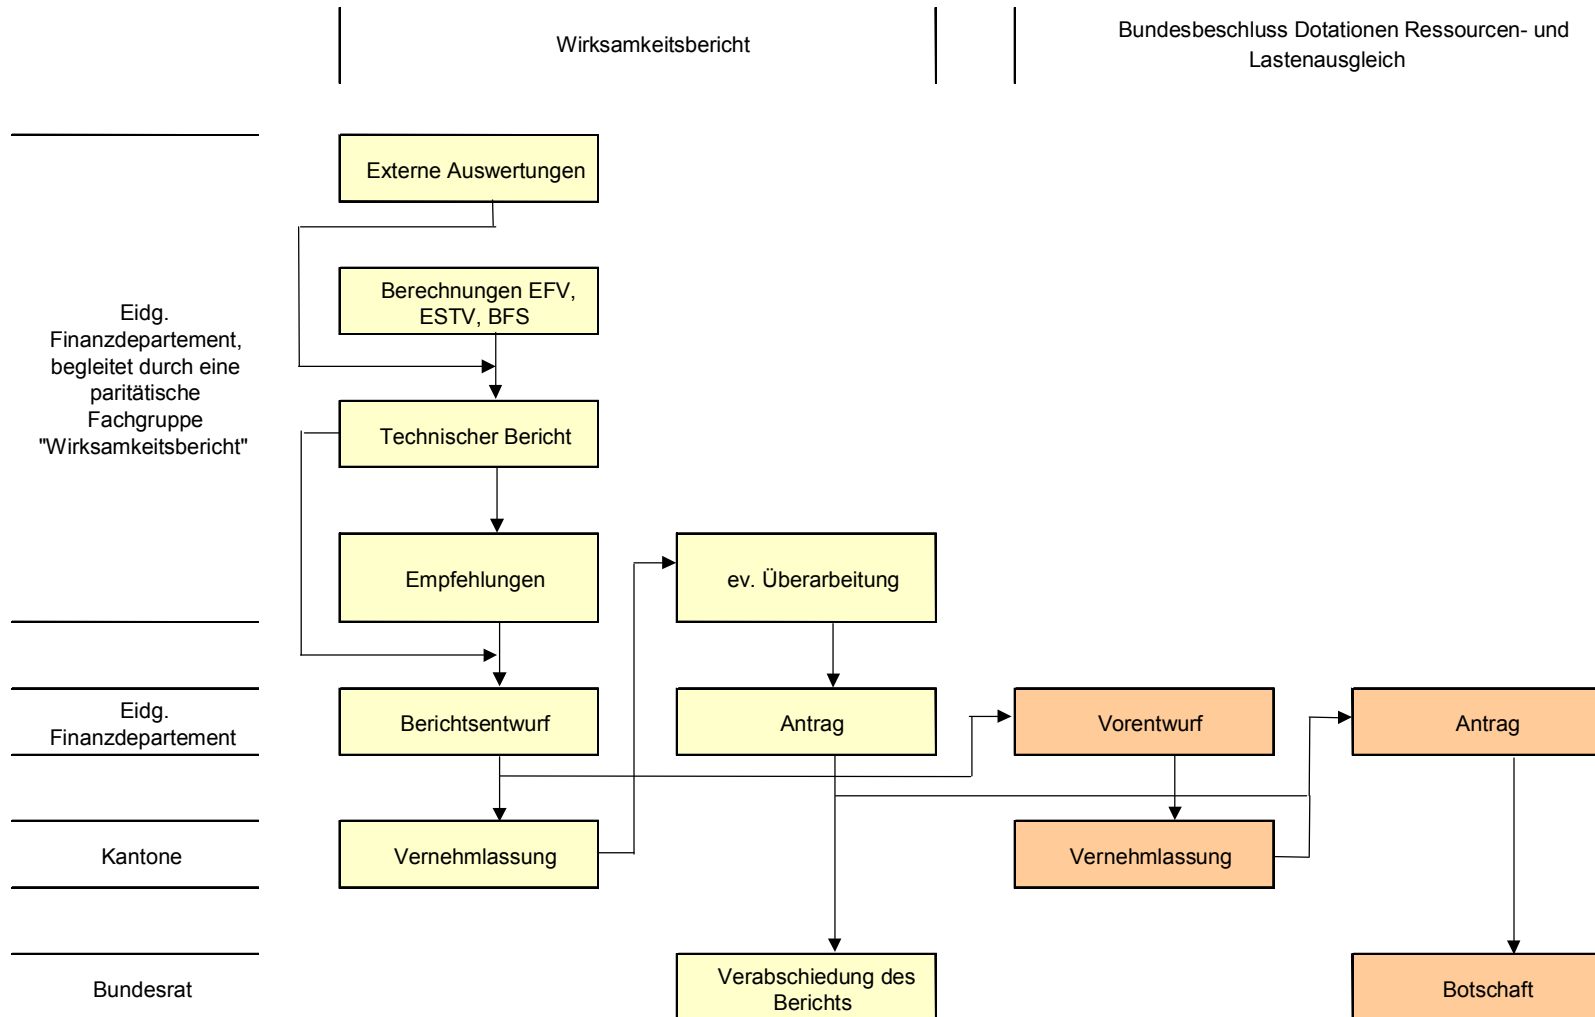 Wirksamkeitsbericht
Bundesbeschluss Dotationen Ressourcen- und
Lastenausgleich
Externe Auswertungen
Eidg.
Finanzdepartement,
begleitet durch eine
paritätische
Fachgruppe
"Wirksamkeitsbericht"
Berechnungen EFV,
ESTV, BFS
Technischer Bericht
Empfehlungen
ev. Überarbeitung
Eidg.
Finanzdepartement
Berichtsentwurf
Antrag
Vorentwurf
Antrag
Kantone
Vernehmlassung
Vernehmlassung
Bundesrat
Verabschiedung des
Berichts
Botschaft